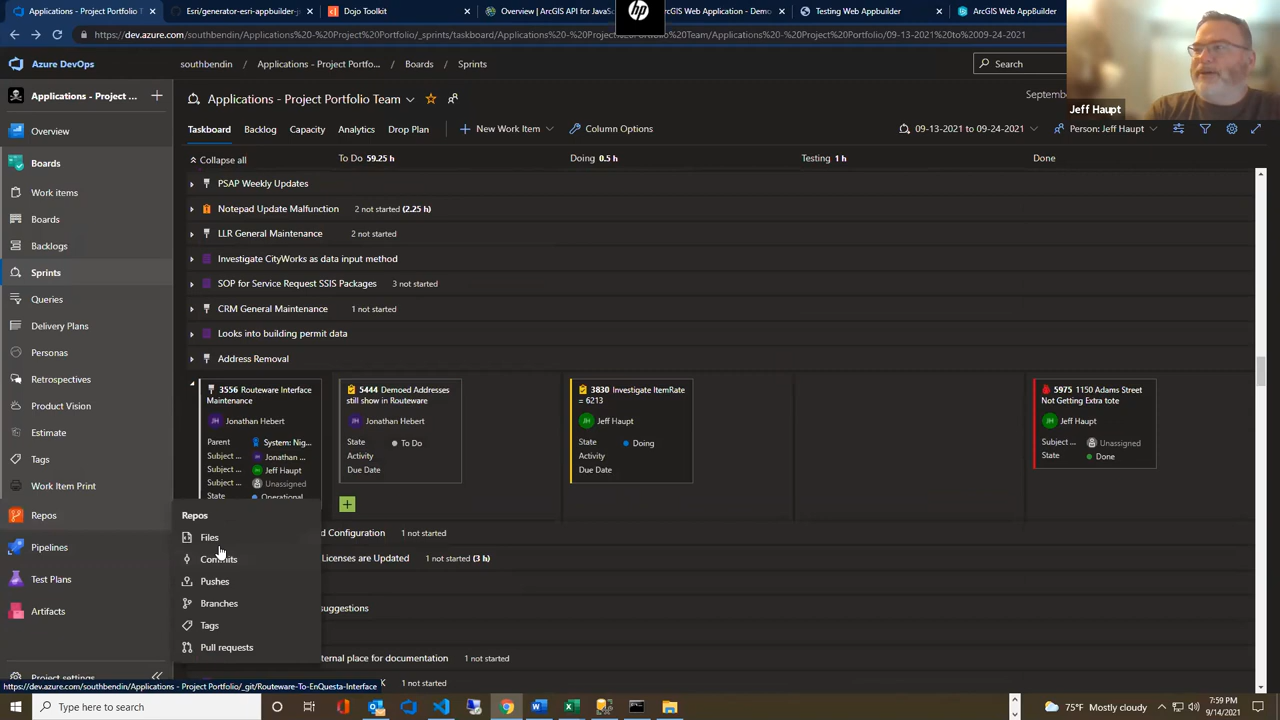 Applications - Project Portfolio
Esri/generator-esri-appbuilder-j
Dojo Toolkit
Overview | ArcGIS API for JavaS
hp
cGIS Web Application - Demo
Testing Web Appbuilder
ArcGIS Web AppBuilder
https://dev.azure.com/southbendin/Applications%20-%20Project%20Portfolio/_sprints/taskboard/Applications%20-%20Project%20Portfolio%20Team/Applications%20-%20Project%20Portfolio/09-13-2021%20to%2009-24-2021
Azure DevOps
southbendin / Applications - Project Portfo... / Boards / Sprints
Search
Applications - Project ... +
Applications - Project Portfolio Team
Septembe
Jeff Haupt
Overview
Taskboard Backlog Capacity Analytics Drop Plan
New Work Item
Column Options
09-13-2021 to 09-24-2021
Person: Jeff Haupt
Boards
Collapse all
To Do 59.25 h
Doing 0.5 h
Testing 1 h
Done
Work items
Boards
Backlogs
Sprints
Queries
Delivery Plans
Personas
Retrospectives
Product Vision
Estimate
Tags
Work Item Print
Repos
Pipelines
Test Plans
Artifacts
Project settings
PSAP Weekly Updates
Notepad Update Malfunction 2 not started (2.25 h)
LLR General Maintenance 2 not started
Investigate CityWorks as data input method
SOP for Service Request SSIS Packages 3 not started
CRM General Maintenance 1 not started
Looks into building permit data
Address Removal
3556 Routeware Interface
Maintenance
Jonathan Hebert
Parent System: Nig...
Subject ... Jonathan ...
Subject ... Jeff Haupt
Subject ... Unassigned
State Operational
5444 Demoed Addresses
still show in Routeware
Jonathan Hebert
State To Do
Activity
Due Date
3830 Investigate ItemRate
= 6213
Jeff Haupt
State Doing
Activity
Due Date
5975 1150 Adams Street
Not Getting Extra tote
Jeff Haupt
Subject ... Unassigned
State Done
Repos
Files
Commits
Pushes
Branches
Tags
Pull requests
d Configuration 1 not started
Licenses are Updated 1 not started (3 h)
suggestions
ternal place for documentation 1 not started
K 1 not started
https://dev.azure.com/southbendin/Applications - Project Portfolio/_git/Routeware-To-EnQuesta-Interface
Type here to search
75°F Mostly cloudy
7:59 PM
9/14/2021